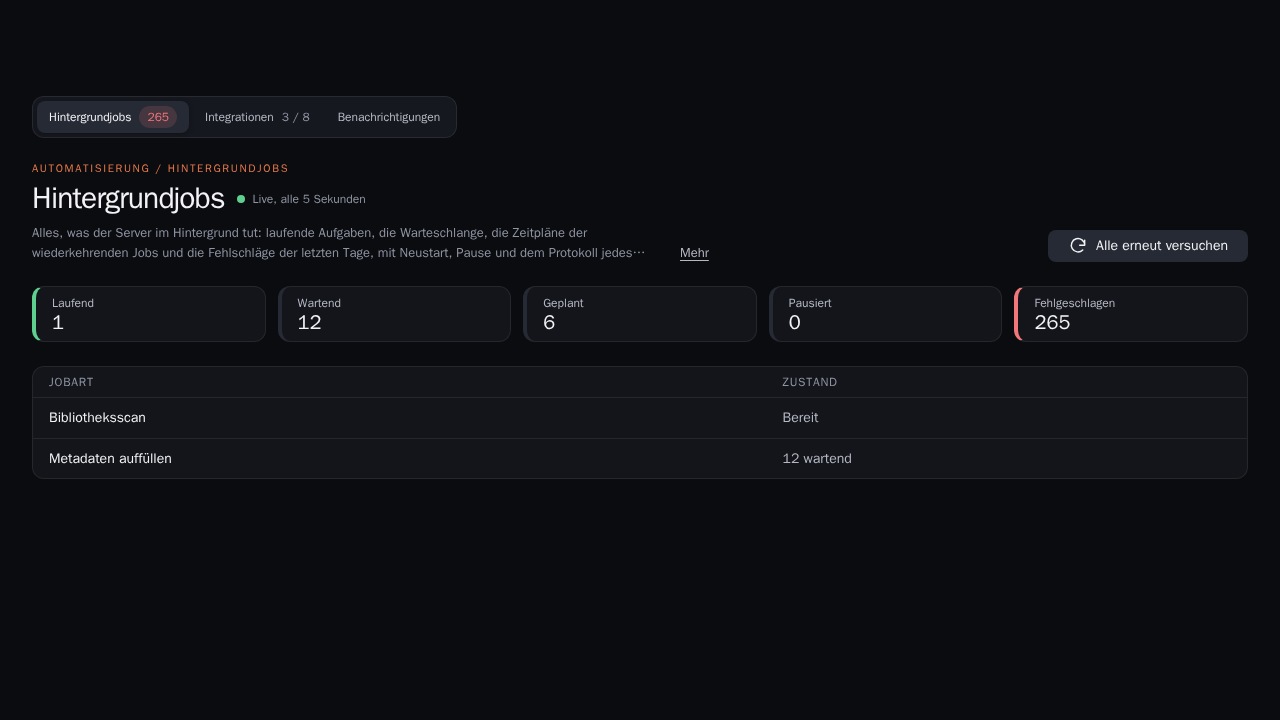 Hintergrundjobs 265 Integrationen 3 / 8 Benachrichtigungen
AUTOMATISIERUNG / HINTERGRUNDJOBS
Hintergrundjobs Live, alle 5 Sekunden
Alles, was der Server im Hintergrund tut: laufende Aufgaben, die Warteschlange, die Zeitpläne der
wiederkehrenden Jobs und die Fehlschläge der letzten Tage, mit Neustart, Pause und dem Protokoll jedes… Mehr
Alle erneut versuchen
Laufend
1
Wartend
12
Geplant
6
Pausiert
0
Fehlgeschlagen
265
JOBART ZUSTAND
Bibliotheksscan Bereit
Metadaten auffüllen 12 wartend